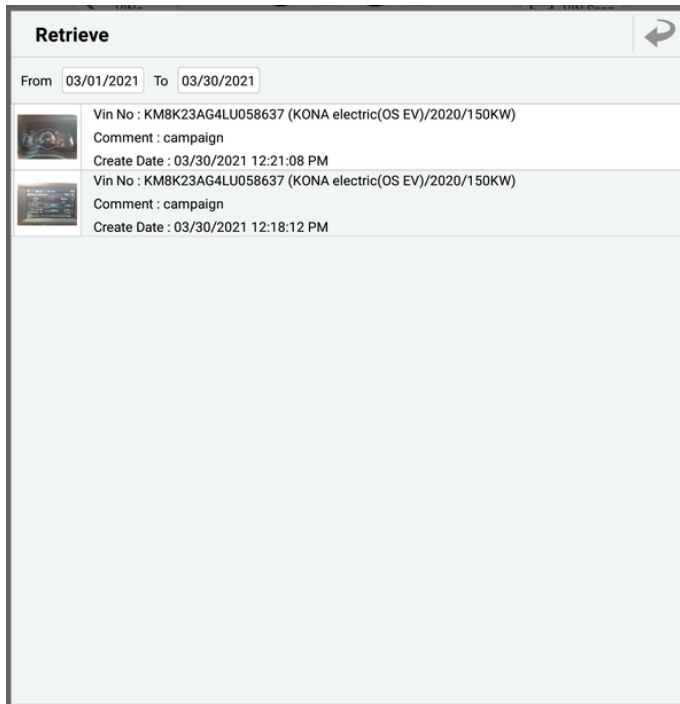 Retrieve
From 03/01/2021 To 03/30/2021
Vin No : KM8K23AG4LU058637 (KONA electric(OS EV)/2020/150KW)
Comment : campaign
Create Date : 03/30/2021 12:21:08 PM
Vin No : KM8K23AG4LU058637 (KONA electric(OS EV)/2020/150KW)
Comment : campaign
Create Date : 03/30/2021 12:18:12 PM